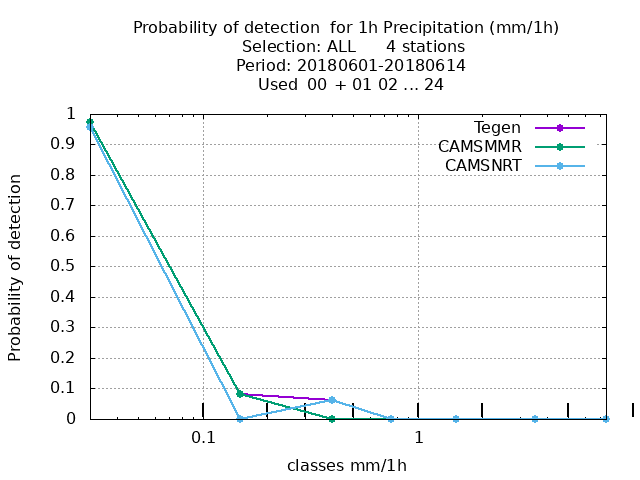 Probability of detection  for 1h Precipitation (mm/1h)
Selection: ALL      4 stations
Period: 20180601-20180614
Used  00  + 01 02 ... 24
Tegen
CAMSMMR
CAMSNRT
1
0.9
0.8
0.7
0.6
0.5
0.4
0.3
0.2
0.1
0
Probability of detection
0.1 1
classes mm/1h